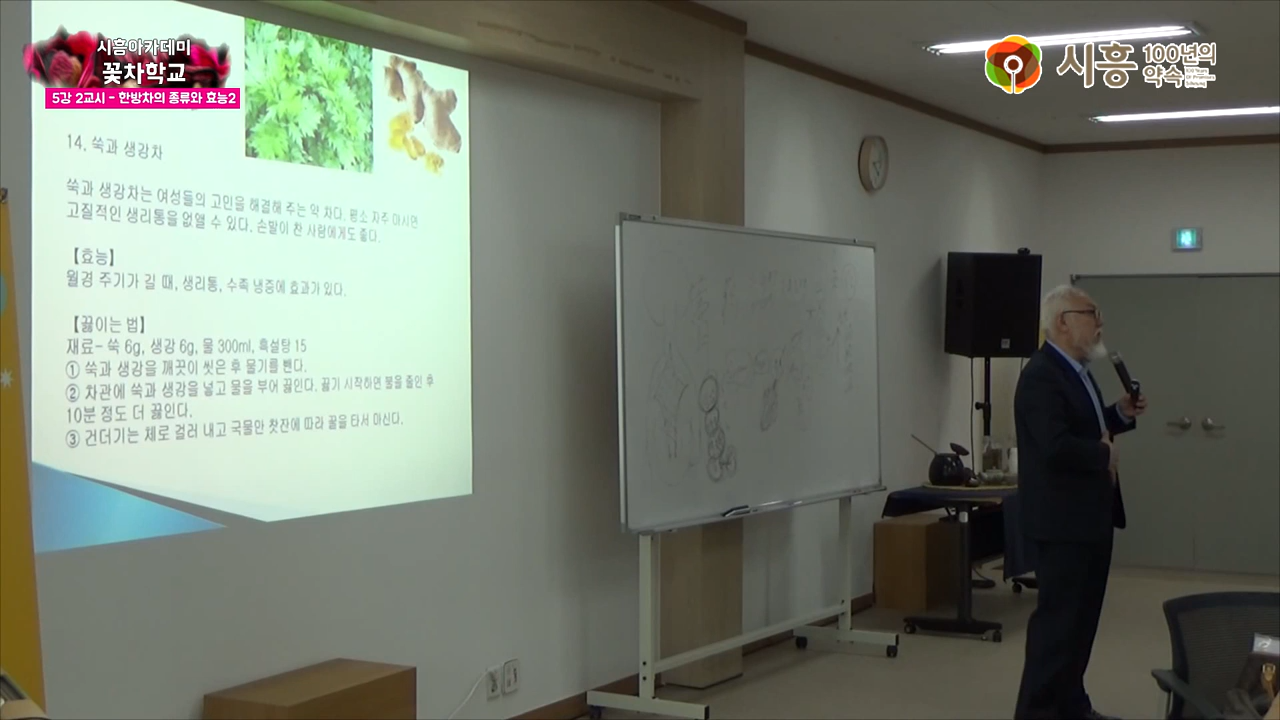 시흥아카데미
꽃차학교
5강 2교시 - 한방차의 종류와 효능2
시흥 100년의
약속
14, 쑥과 생강차
쑥과 생강차는 여성들의 고민을 해결해 주는 약 차다. 평소 자주 마시면
고질적인 생리통을 없앨 수 있다. 손발이 찬 사람에게도 좋다.
【효능】
월경 주기가 길 때, 생리통, 수족 냉증에 효과가 있다.
【끓이는 법】
재료- 쑥 6g, 생강 6g, 물 300ml, 흑설탕 15
① 쑥과 생강을 깨끗이 씻은 후 물기를 뺀다.
② 차관에 쑥과 생강을 넣고 물을 부어 끓인다. 끓기 시작하면 불을 줄인 후
10분 정도 더 끓인다.
③ 건더기는 체로 걸러 내고 국물만 찻잔에 따라 꿀을 타서 마신다.